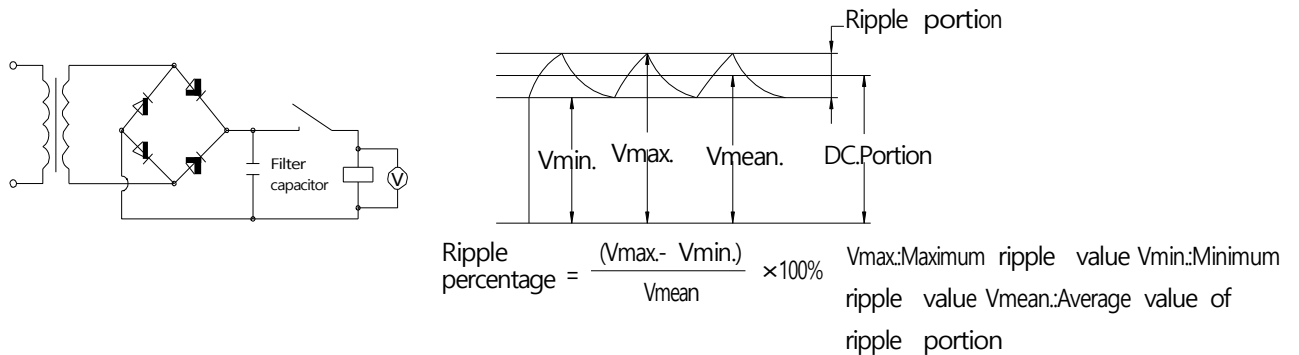 Ripple portion
Filter
capacitor
V
Vmin.
Vmax.
Vmean.
DC.Portion
Ripple
percentage = (Vmax.- Vmin.) / Vmean ×100%
Vmax.:Maximum ripple value Vmin.:Minimum
ripple value Vmean.:Average value of
ripple portion